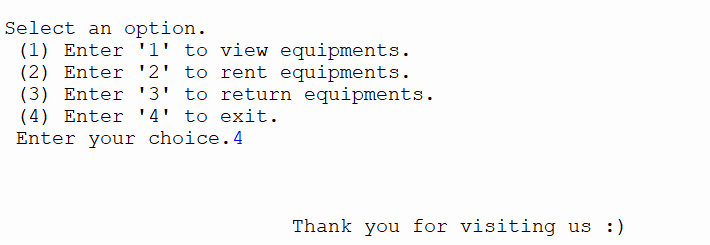 Select an option.
(1) Enter '1' to view equipments.
(2) Enter '2' to rent equipments.
(3) Enter '3' to return equipments.
(4) Enter '4' to exit.
Enter your choice.4
Thank you for visiting us :)